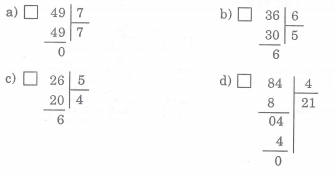 a) ☐ 49 | 7
49 | 7
0
b) ☐ 36 | 6
30 | 5
6
c) ☐ 26 | 5
20 | 4
6
d) ☐ 84 | 4
8 | 21
04
4
0